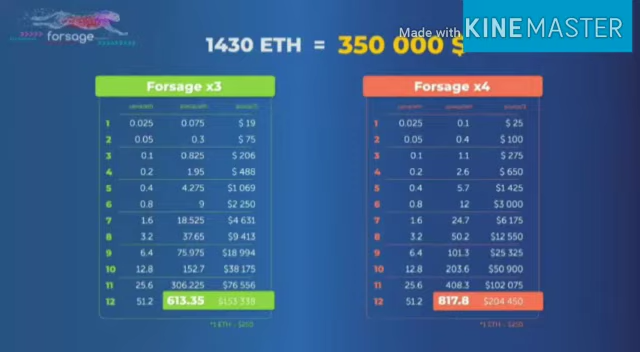 forsage
Made with KINEMASTER
1430 ETH = 350 000 $
Forsage x3
1 0.025 0.075 $ 19
2 0.05 0.3 $ 75
3 0.1 0.825 $ 206
4 0.2 1.95 $ 488
5 0.4 4.275 $1 069
6 0.8 9 $2 250
7 1.6 18.525 $4 631
8 3.2 37.65 $9 413
9 6.4 75.975 $18 994
10 12.8 152.7 $38 175
11 25.6 306.225 $76 556
12 51.2 613.35 $153 338
*1 ETH - $250
Forsage x4
1 0.025 0.1 $ 25
2 0.05 0.4 $ 100
3 0.1 1.1 $ 275
4 0.2 2.6 $ 650
5 0.4 5.7 $1 425
6 0.8 12 $3 000
7 1.6 24.7 $6 175
8 3.2 50.2 $12 550
9 6.4 101.3 $25 325
10 12.8 203.6 $50 900
11 25.6 408.3 $102 075
12 51.2 817.8 $204 450
*1 ETH - $250